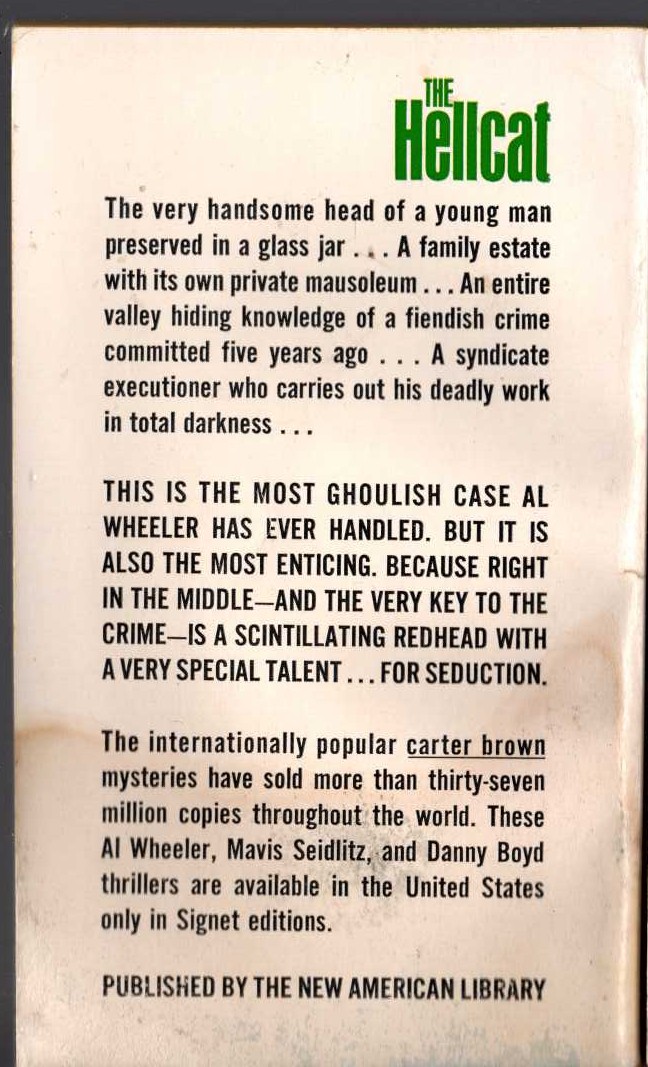 THE
Hellcat
The very handsome head of a young man
preserved in a glass jar . . . A family estate
with its own private mausoleum . . . An entire
valley hiding knowledge of a fiendish crime
committed five years ago . . . A syndicate
executioner who carries out his deadly work
in total darkness . . .
THIS IS THE MOST GHOULISH CASE AL
WHEELER HAS EVER HANDLED. BUT IT IS
ALSO THE MOST ENTICING. BECAUSE RIGHT
IN THE MIDDLE—AND THE VERY KEY TO THE
CRIME—IS A SCINTILLATING REDHEAD WITH
A VERY SPECIAL TALENT . . . FOR SEDUCTION.
The internationally popular carter brown
mysteries have sold more than thirty-seven
million copies throughout the world. These
Al Wheeler, Mavis Seidlitz, and Danny Boyd
thrillers are available in the United States
only in Signet editions.
PUBLISHED BY THE NEW AMERICAN LIBRARY